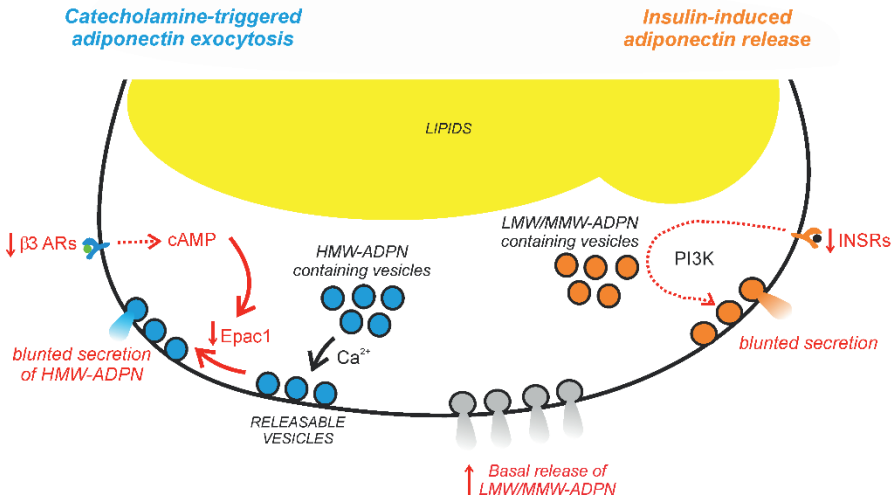 Catecholamine-triggered
adiponectin exocytosis
Insulin-induced
adiponectin release
LIPIDS
↓ β3 ARs
cAMP
HMW-ADPN
containing vesicles
LMW/MMW-ADPN
containing vesicles
PI3K
↓ INSRs
↓ Epac1
Ca²⁺
blunted secretion
of HMW-ADPN
blunted secretion
RELEASABLE
VESICLES
↑ Basal release of
LMW/MMW-ADPN